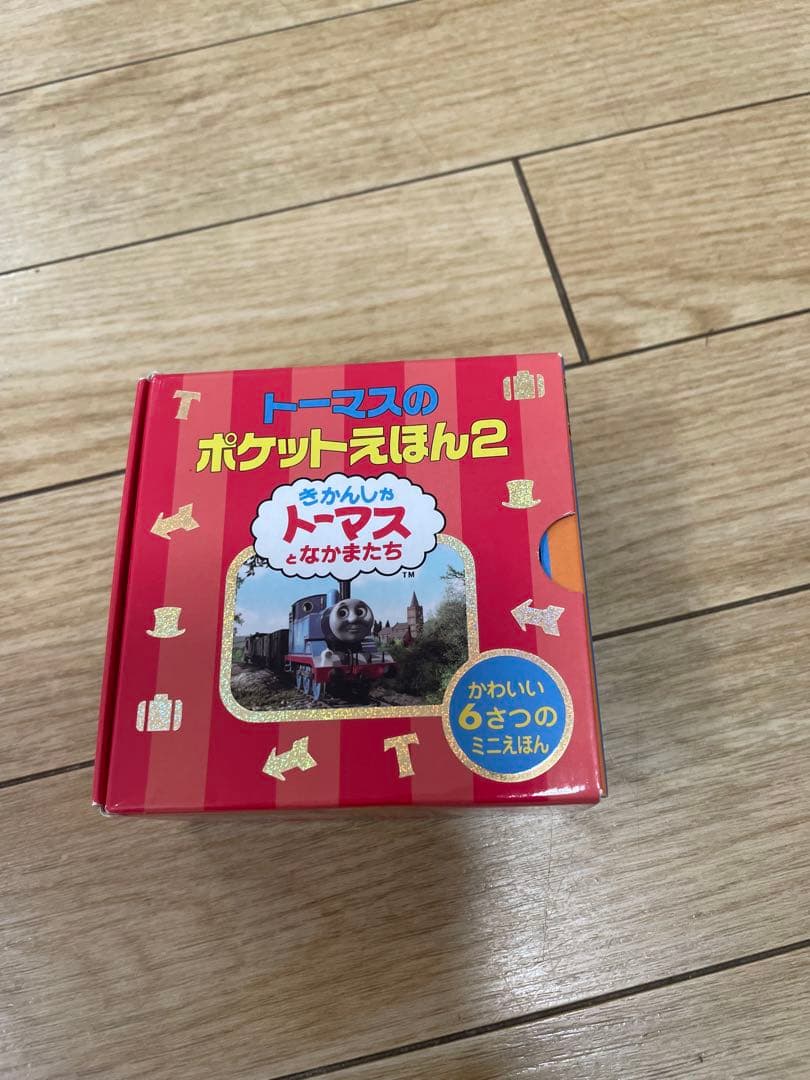 トーマスの
ポケットえほん2
きかんしゃ
トーマス
となかまたち
TM
かわいい
6さつの
ミニえほん
T
T